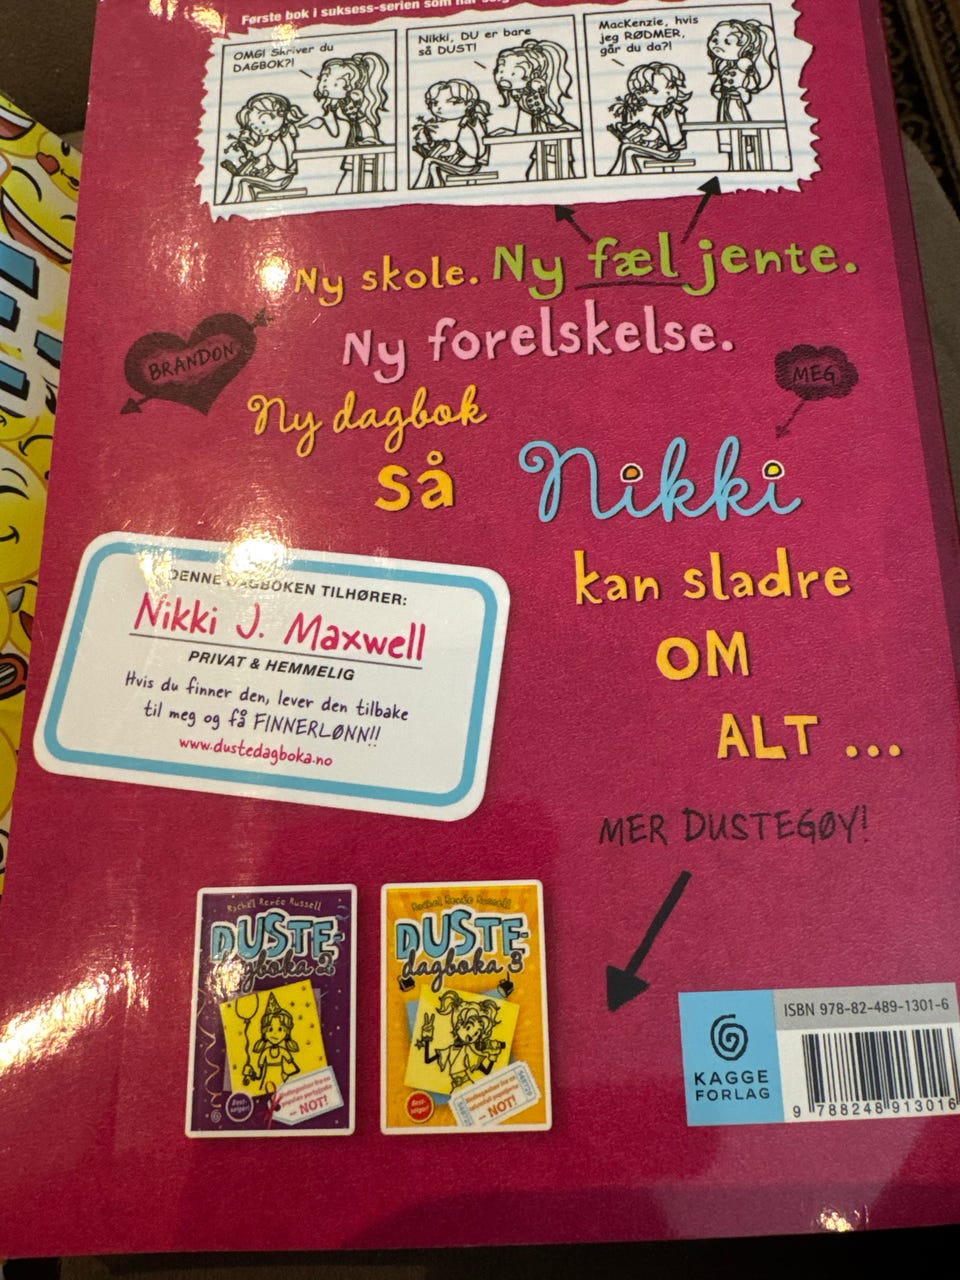 Første bok i suksess-serien som har
OMG! Skriver du
DAGBOK?!
Nikki, DU er bare
så DUST!
MacKenzie, hvis
jeg RØDMER,
går du da?!
Ny skole. Ny fæl jente.
BRANDON
Ny forelskelse.
MEG
Ny dagbok
så Nikki
kan sladre
OM
ALT ...
DENNE DAGBOKEN TILHØRER:
Nikki J. Maxwell
PRIVAT & HEMMELIG
Hvis du finner den, lever den tilbake
til meg og få FINNERLØNN!!
www.dustedagboka.no
MER DUSTEGØY!
Rachel Renée Russell
DUSTE-
dagboka 2
Best-
selger!
– NOT!
Rachel Renée Russell
DUSTE-
dagboka 3
Best-
selger!
– NOT!
KAGGE
FORLAG
ISBN 978-82-489-1301-6
9 788248 913016